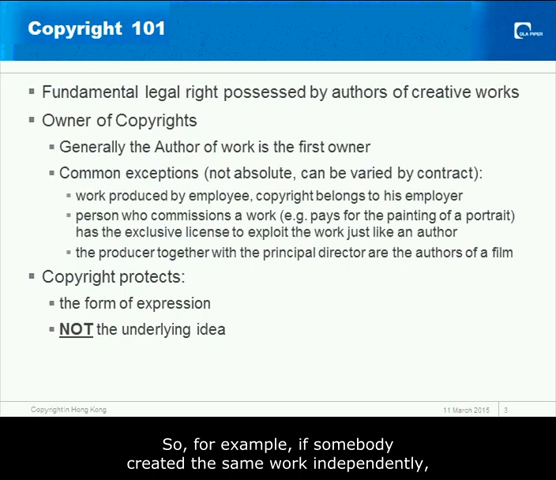 Copyright 101
DLA PIPER
Fundamental legal right possessed by authors of creative works
Owner of Copyrights
Generally the Author of work is the first owner
Common exceptions (not absolute, can be varied by contract):
work produced by employee, copyright belongs to his employer
person who commissions a work (e.g. pays for the painting of a portrait)
has the exclusive license to exploit the work just like an author
the producer together with the principal director are the authors of a film
Copyright protects:
the form of expression
NOT the underlying idea
Copyright in Hong Kong
11 March 2015
3
So, for example, if somebody
created the same work independently,